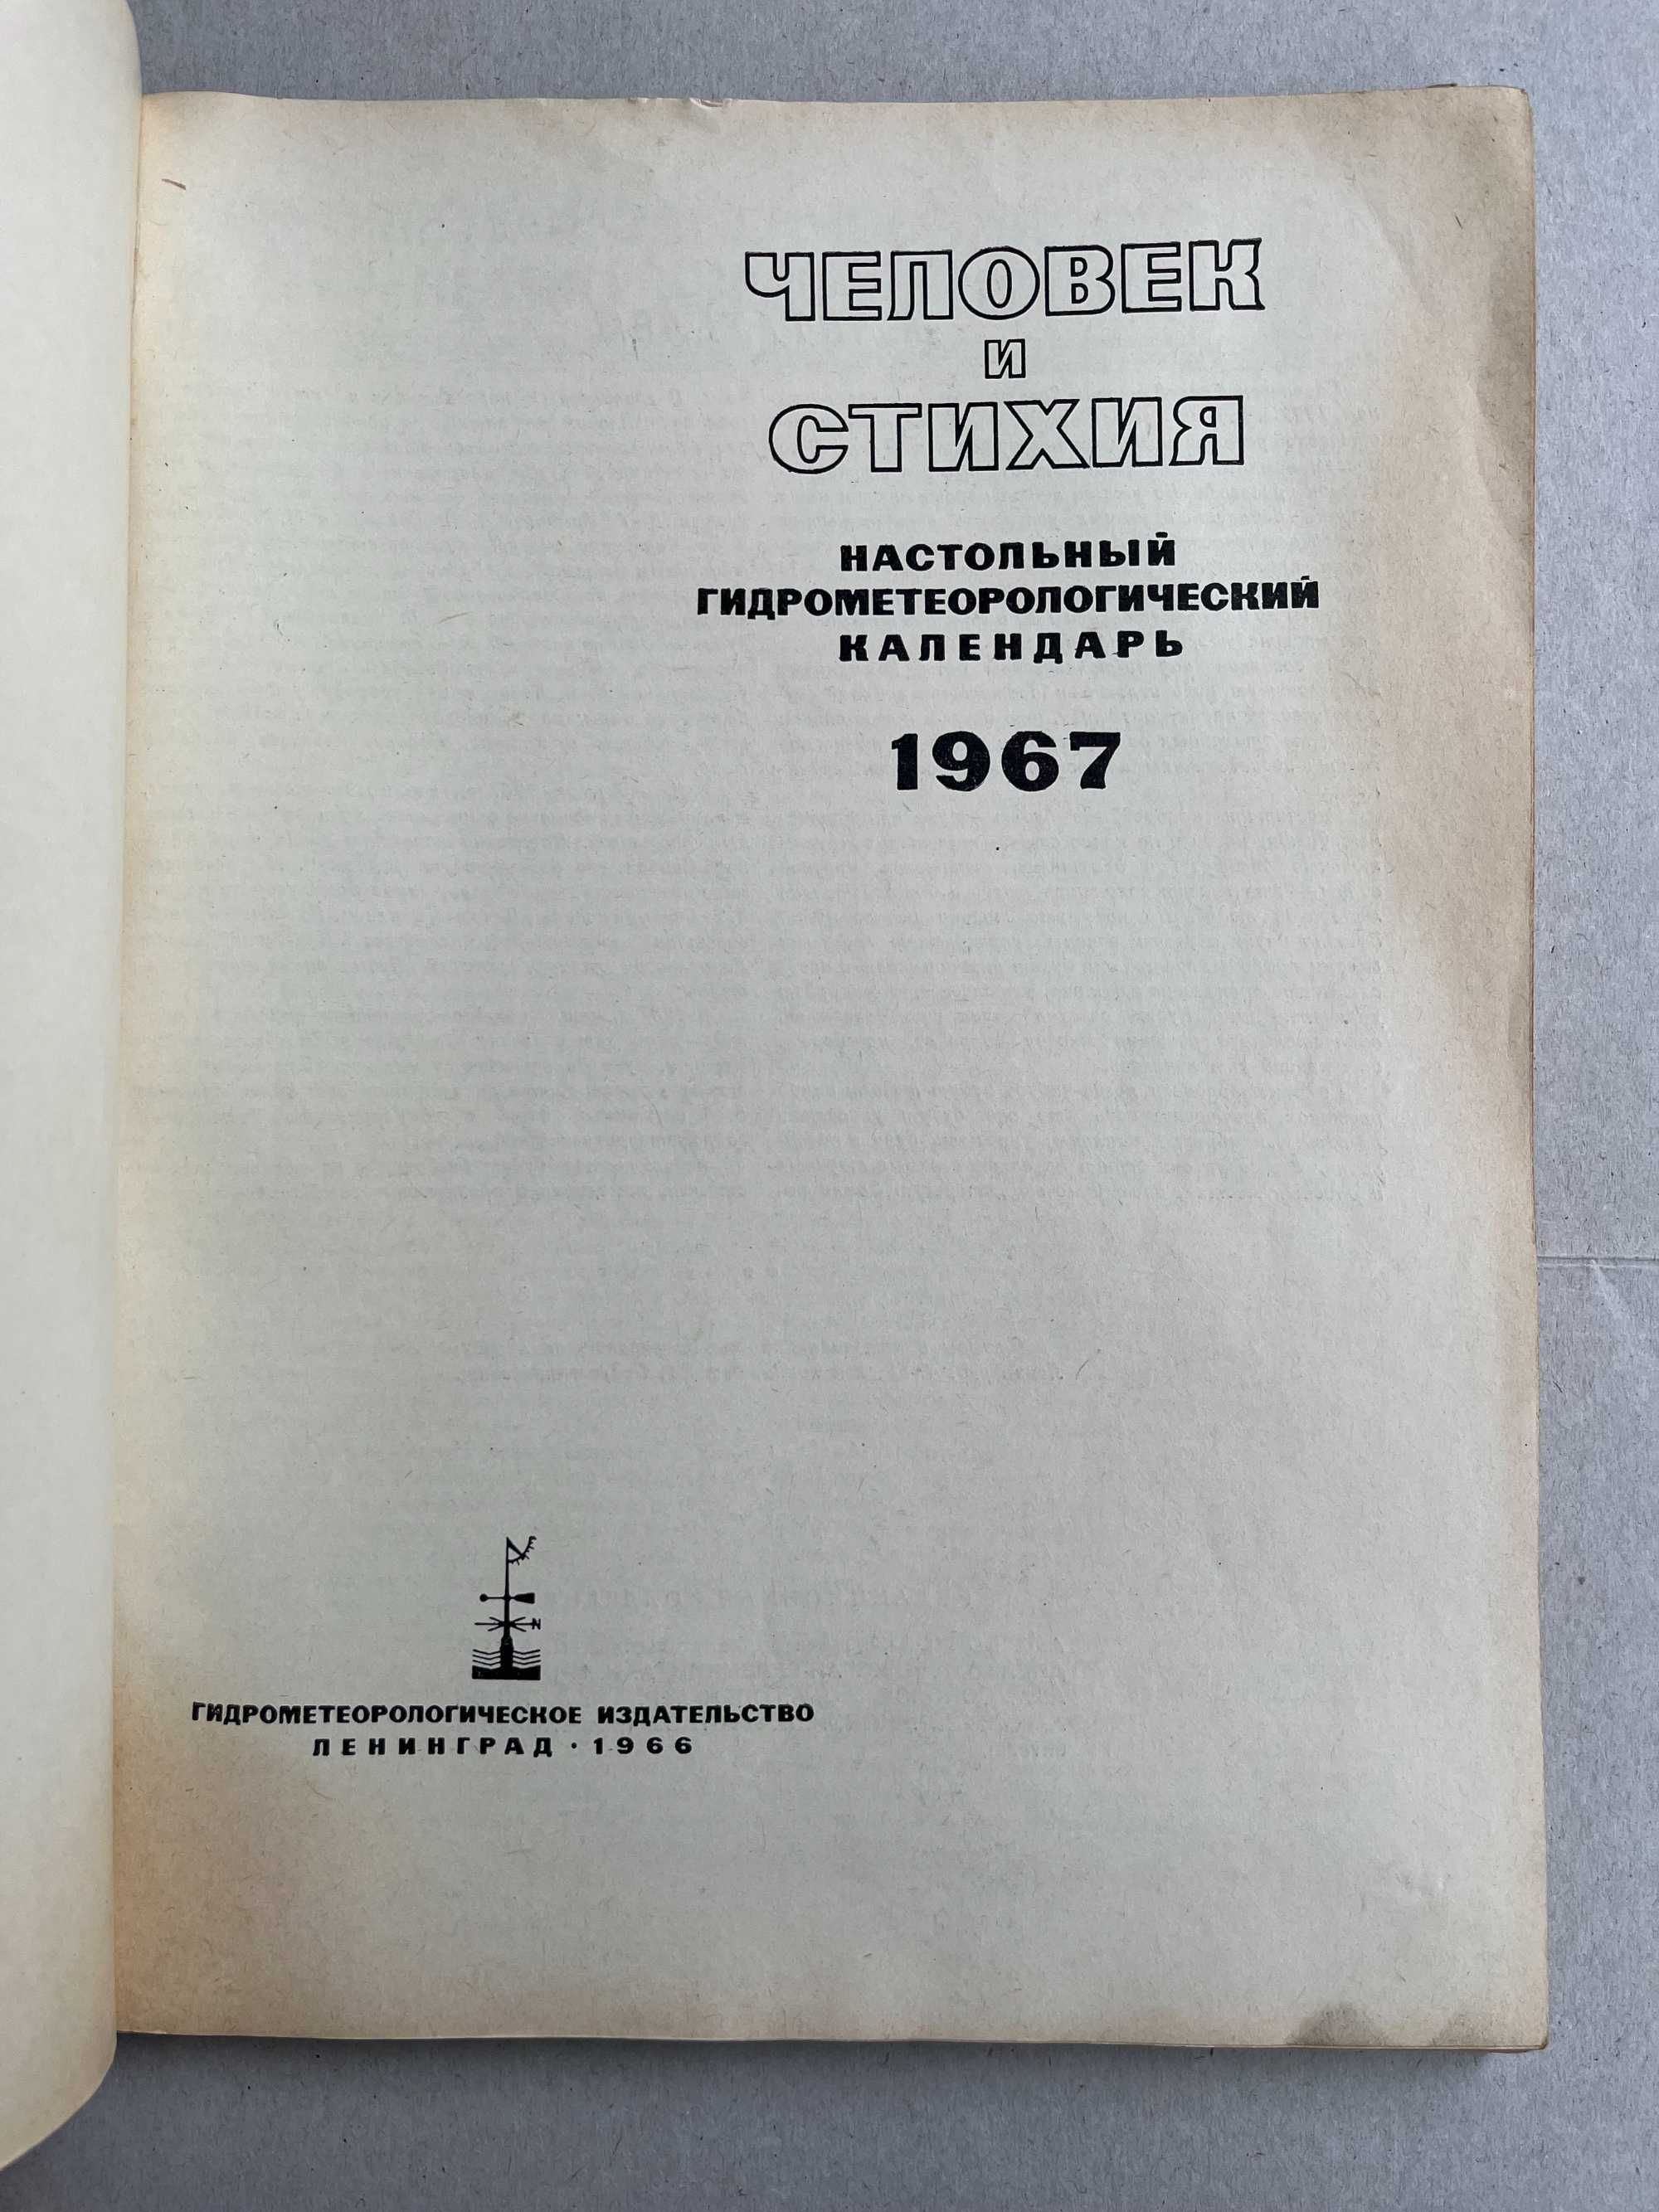 ЧЕЛОВЕК
И
СТИХИЯ
НАСТОЛЬНЫЙ
ГИДРОМЕТЕОРОЛОГИЧЕСКИЙ
КАЛЕНДАРЬ
1967
N
ГИДРОМЕТЕОРОЛОГИЧЕСКОЕ ИЗДАТЕЛЬСТВО
ЛЕНИНГРАД · 1966